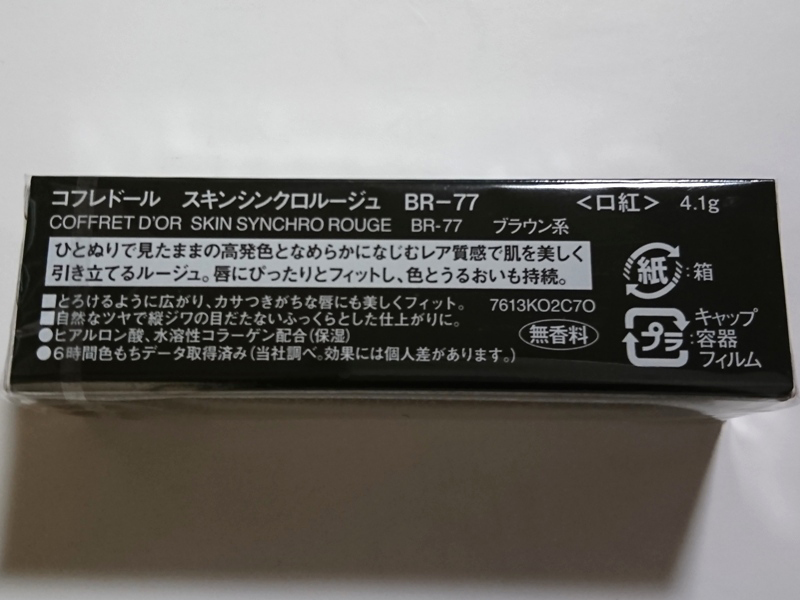 コフレドール スキンシンクロルージュ BR-77 <口紅> 4.1g
COFFRET D'OR SKIN SYNCHRO ROUGE BR-77 ブラウン系
ひとぬりで見たままの高発色となめらかになじむレア質感で肌を美しく
引き立てるルージュ。唇にぴったりとフィットし、色とうるおいも持続。
■とろけるように広がり、カサつきがちな唇にも美しくフィット。
■自然なツヤで縦ジワの目だたないふっくらとした仕上がりに。
●ヒアルロン酸、水溶性コラーゲン配合(保湿)
●6時間色もちデータ取得済み(当社調べ。効果には個人差があります。)
7613KO2C7O
無香料
紙:箱
プラ:キャップ
容器
フィルム